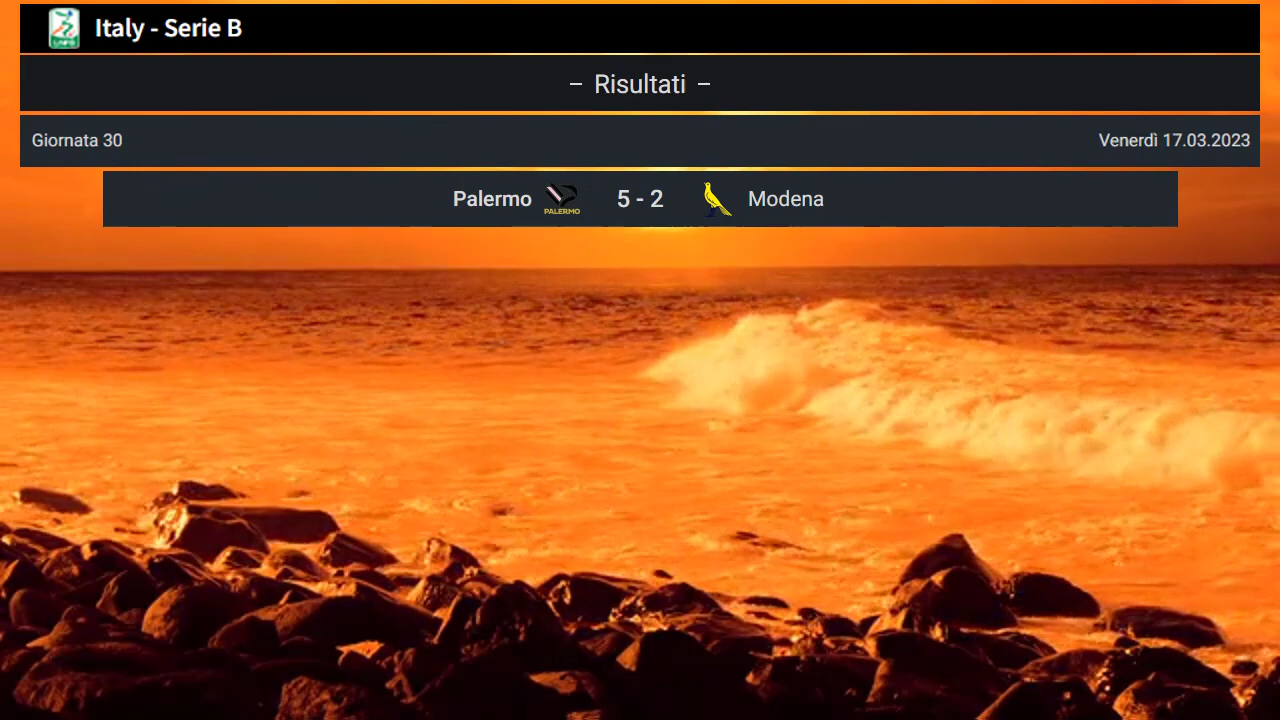 Italy - Serie B
– Risultati –
Giornata 30
Venerdì 17.03.2023
Palermo PALERMO 5 - 2 Modena